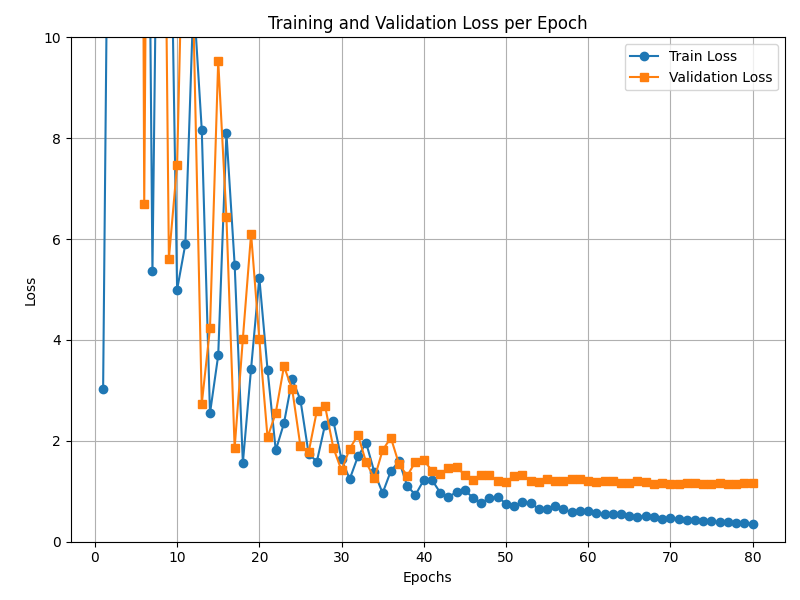 Training and Validation Loss per Epoch
Train Loss
Validation Loss
Loss
10
8
6
4
2
0
0 10 20 30 40 50 60 70 80
Epochs